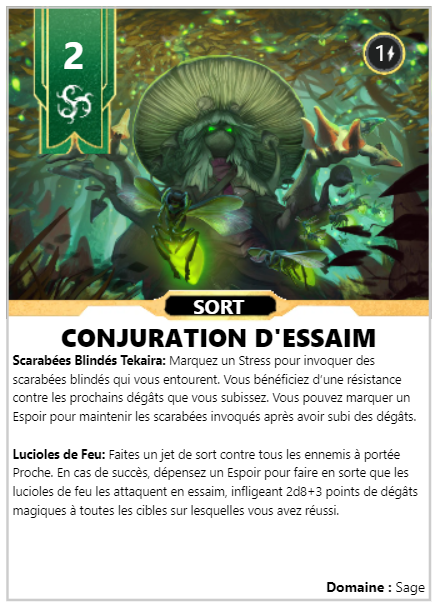 2
1
SORT
CONJURATION D'ESSAIM
Scarabées Blindés Tekaira: Marquez un Stress pour invoquer des
scarabées blindés qui vous entourent. Vous bénéficiez d'une résistance
contre les prochains dégâts que vous subissez. Vous pouvez marquer un
Espoir pour maintenir les scarabées invoqués après avoir subi des dégâts.
Lucioles de Feu: Faites un jet de sort contre tous les ennemis à portée
Proche. En cas de succès, dépensez un Espoir pour faire en sorte que les
lucioles de feu les attaquent en essaim, infligeant 2d8+3 points de dégâts
magiques à toutes les cibles sur lesquelles vous avez réussi.
Domaine : Sage